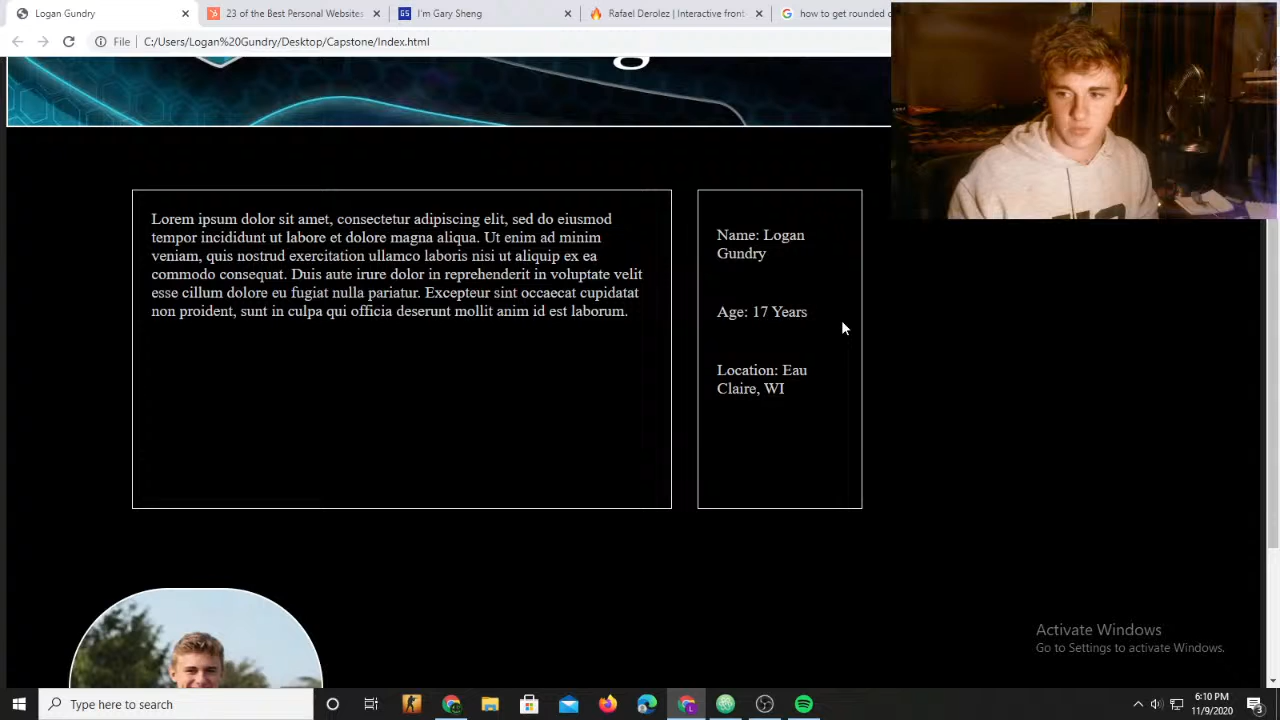 Logan Gundry
23 of the Best Personal Websites
I'm Gary Sheng
Rafael Derolez | Interactive front-
how to get rounded c
File
C:/Users/Logan%20Gundry/Desktop/Capstone/Index.html
g
Lorem ipsum dolor sit amet, consectetur adipiscing elit, sed do eiusmod
tempor incididunt ut labore et dolore magna aliqua. Ut enim ad minim
veniam, quis nostrud exercitation ullamco laboris nisi ut aliquip ex ea
commodo consequat. Duis aute irure dolor in reprehenderit in voluptate velit
esse cillum dolore eu fugiat nulla pariatur. Excepteur sint occaecat cupidatat
non proident, sunt in culpa qui officia deserunt mollit anim id est laborum.
Name: Logan
Gundry
Age: 17 Years
Location: Eau
Claire, WI
Activate Windows
Go to Settings to activate Windows.
Type here to search
6:10 PM
11/9/2020
3